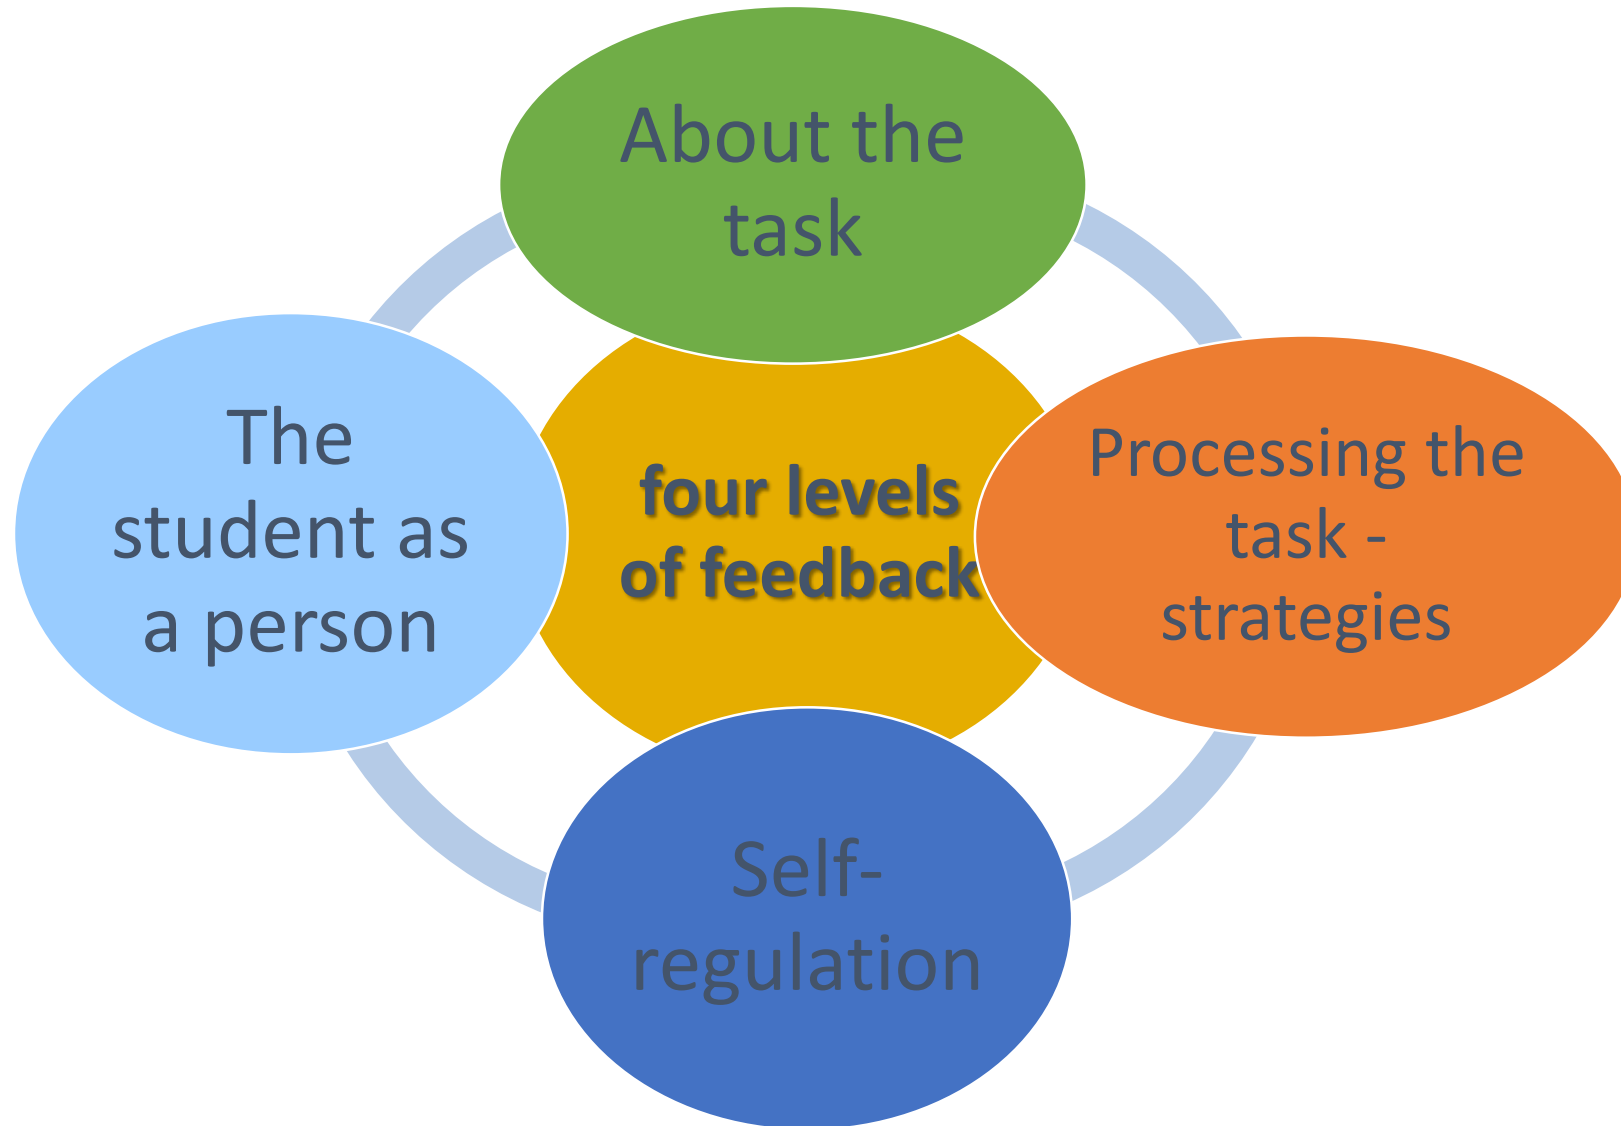 About the
task
The
student as
a person
four levels
of feedback
Processing the
task -
strategies
Self-
regulation